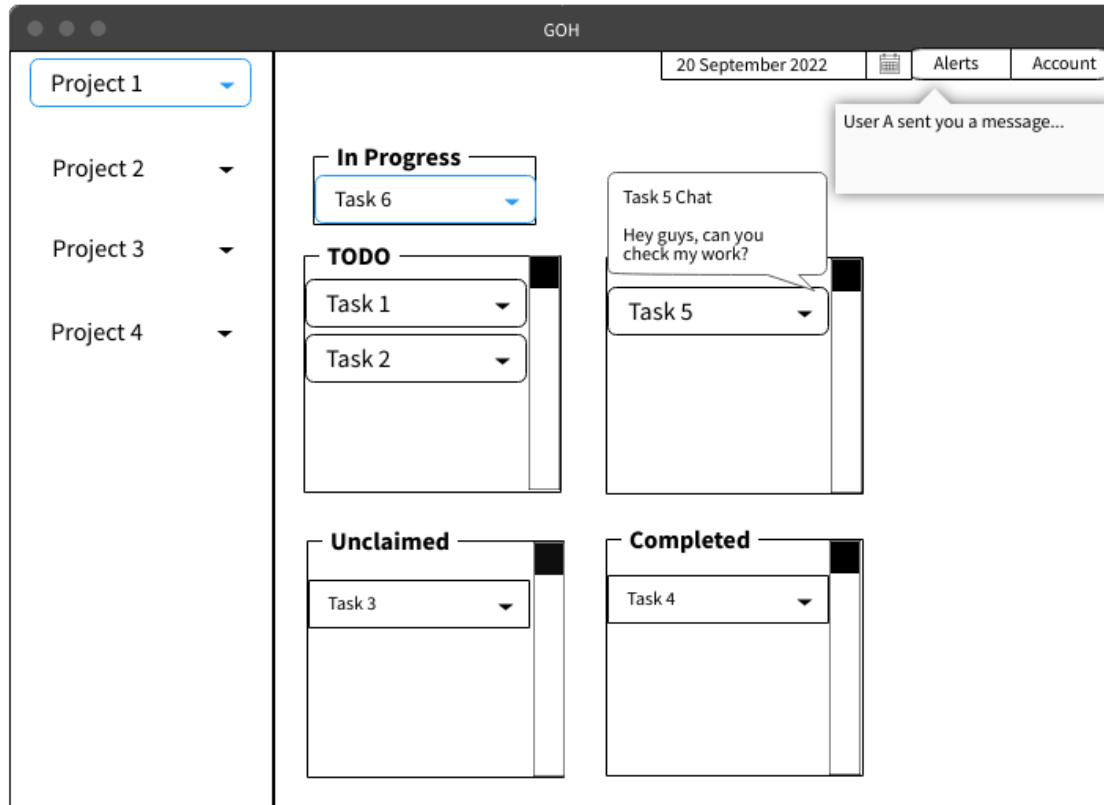 GOH
20 September 2022
Alerts
Account
User A sent you a message...
Project 1
Project 2
Project 3
Project 4
In Progress
Task 6
TODO
Task 1
Task 2
Task 5 Chat
Hey guys, can you
check my work?
Task 5
Unclaimed
Task 3
Completed
Task 4